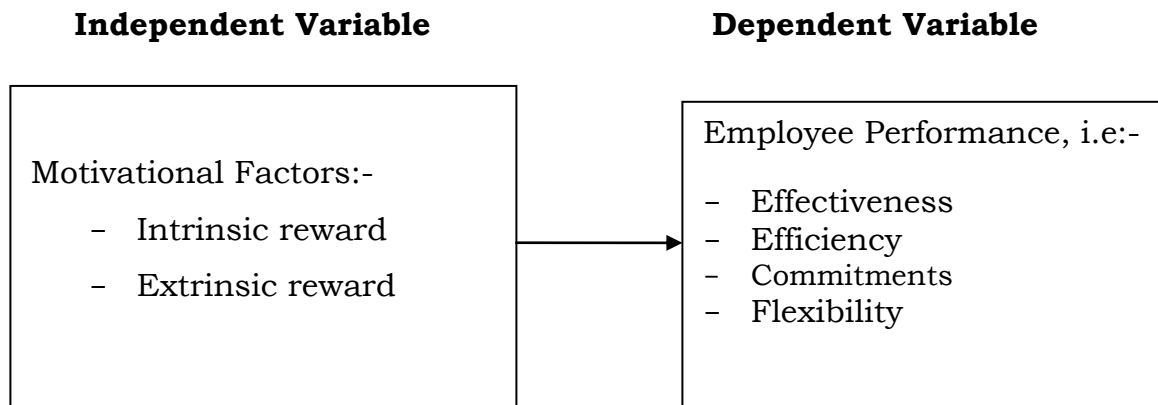 Independent Variable
Dependent Variable
Motivational Factors:-
- Intrinsic reward
- Extrinsic reward
Employee Performance, i.e:-
- Effectiveness
- Efficiency
- Commitments
- Flexibility